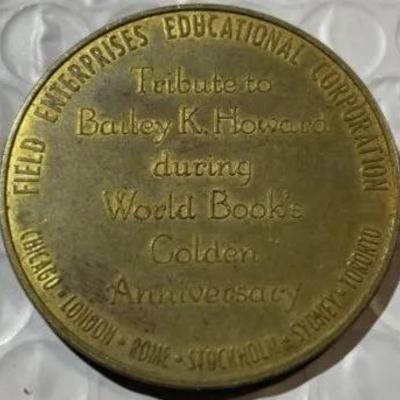 FIELD ENTERPRISES EDUCATIONAL CORPORATION
Tribute to
Bailey K. Howard
during
World Book's
Golden
Anniversary
CHICAGO • LONDON • ROME • STOCKHOLM • SYDNEY • TORONTO